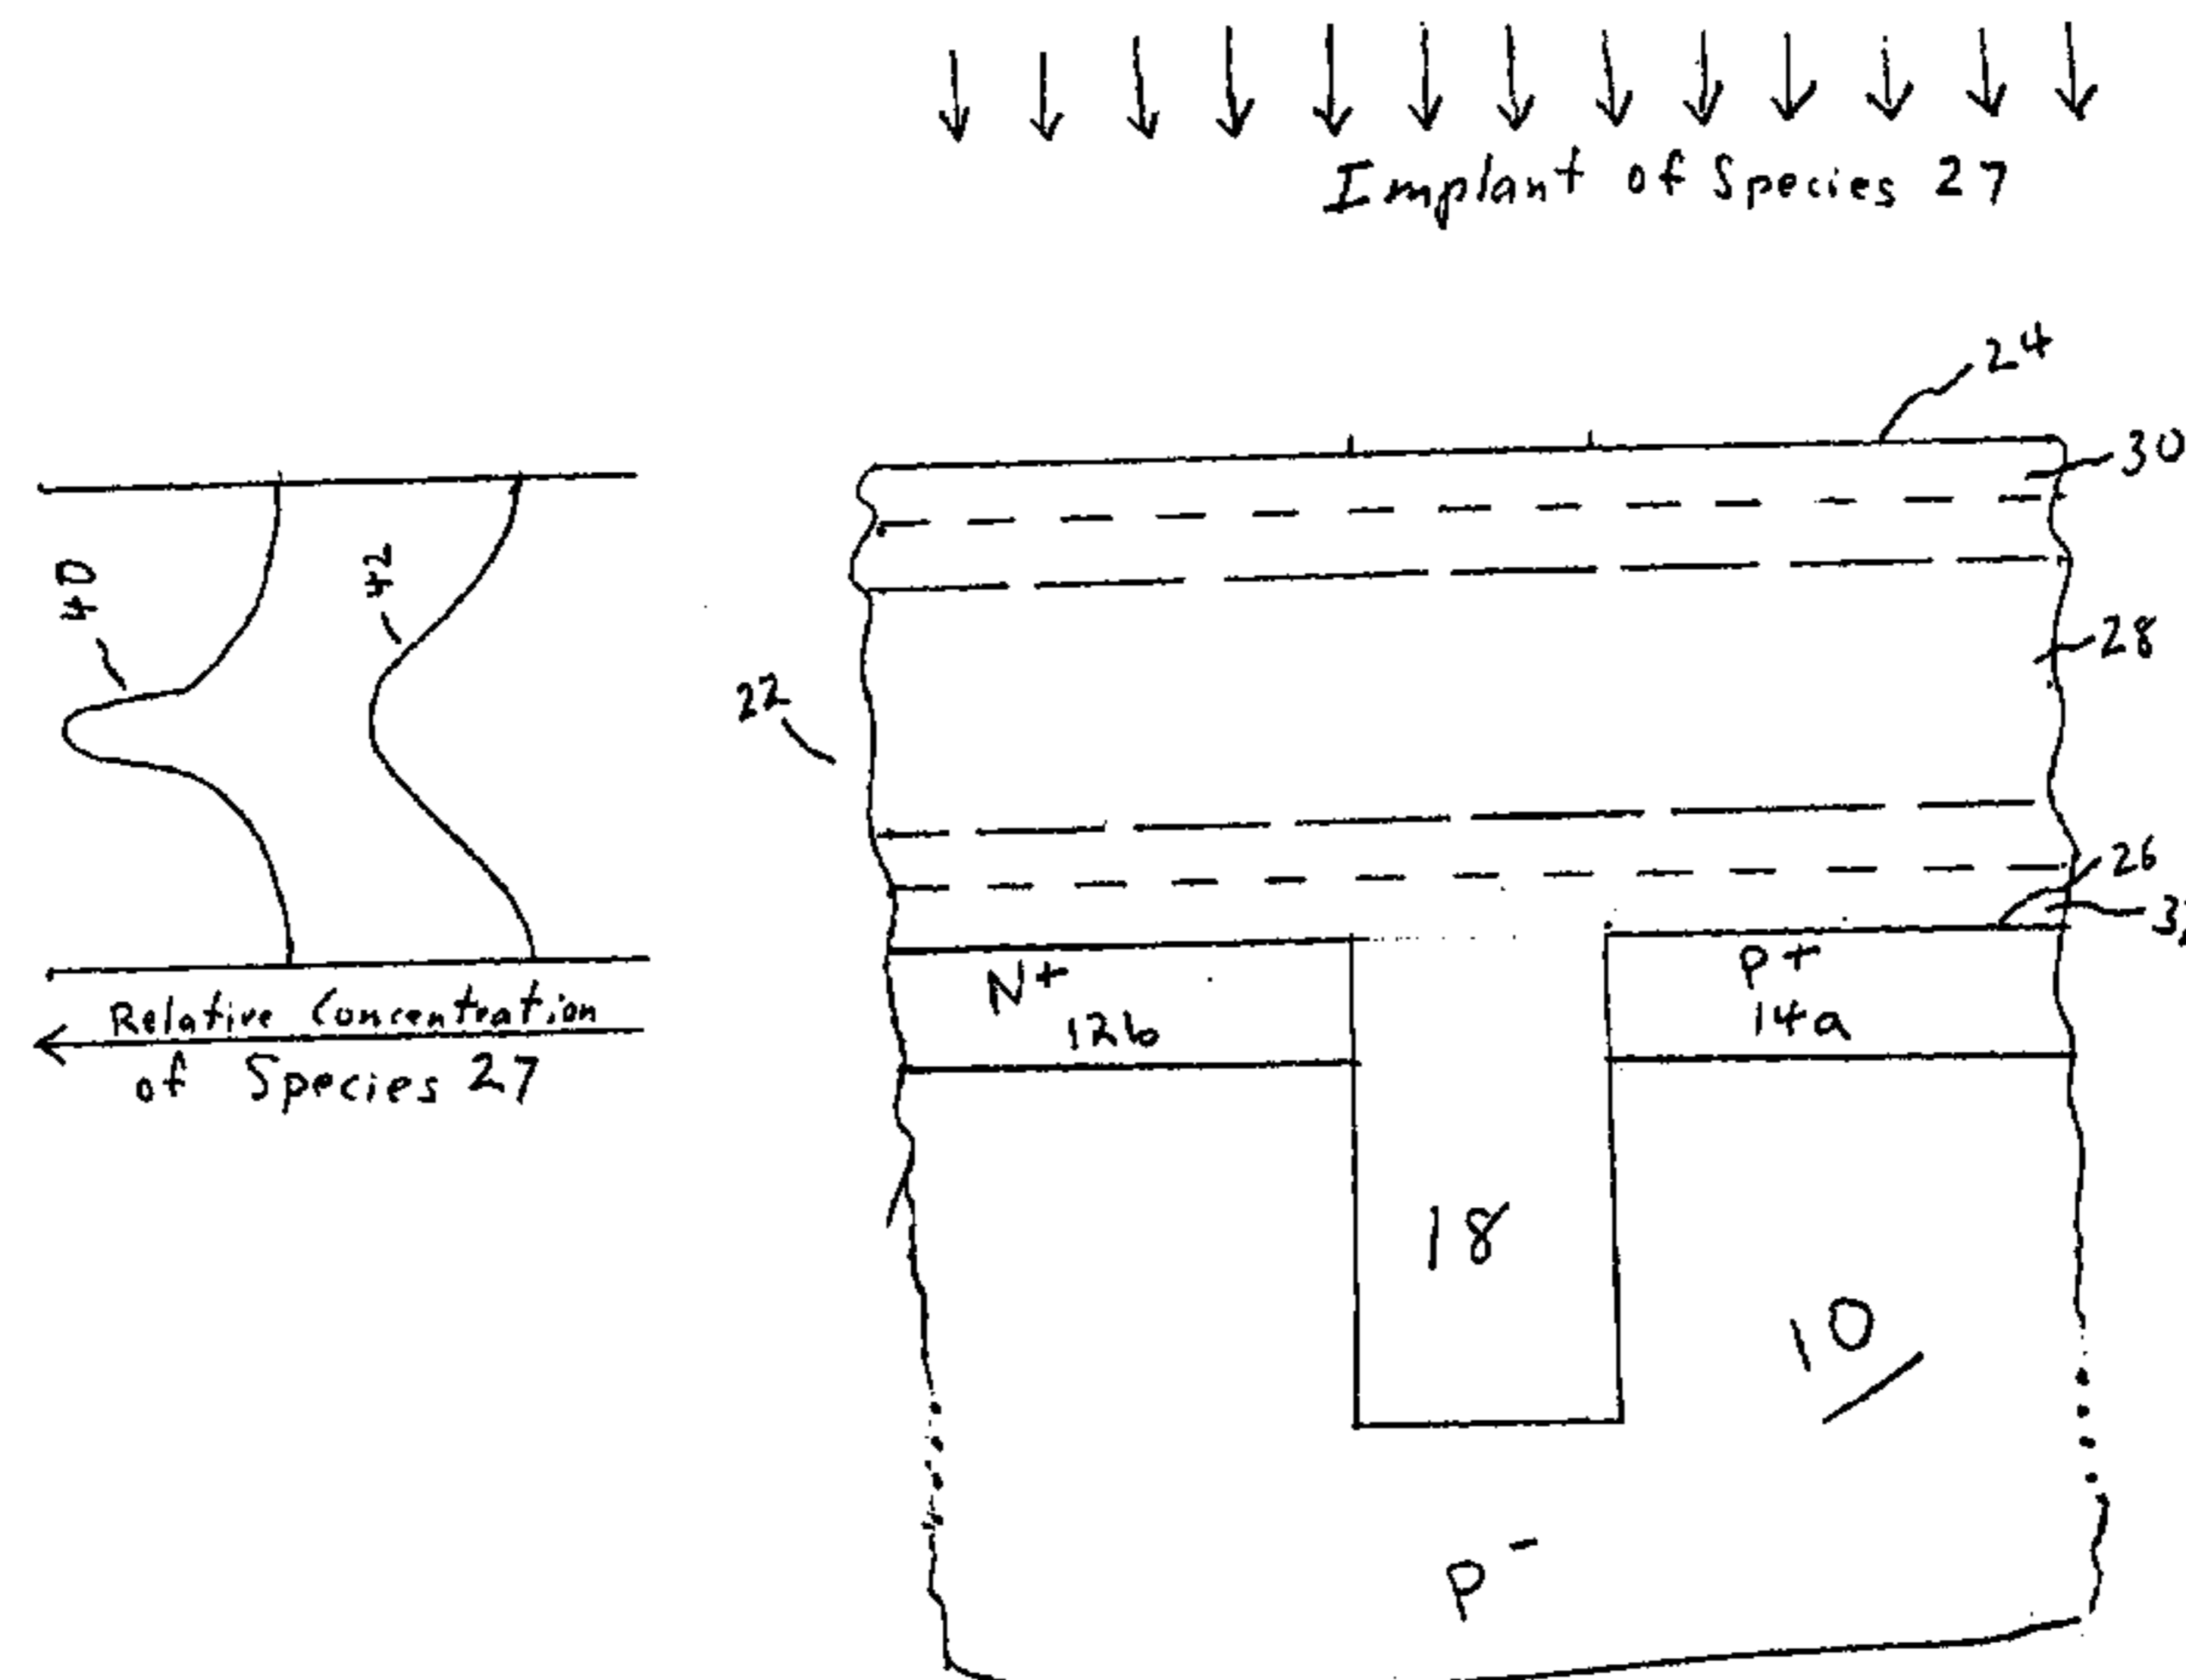 Implant of Species 27
24
30
40
42
28
22
26
N+
12b
P+
14a
Relative Concentration
of Species 27
18
10
P-